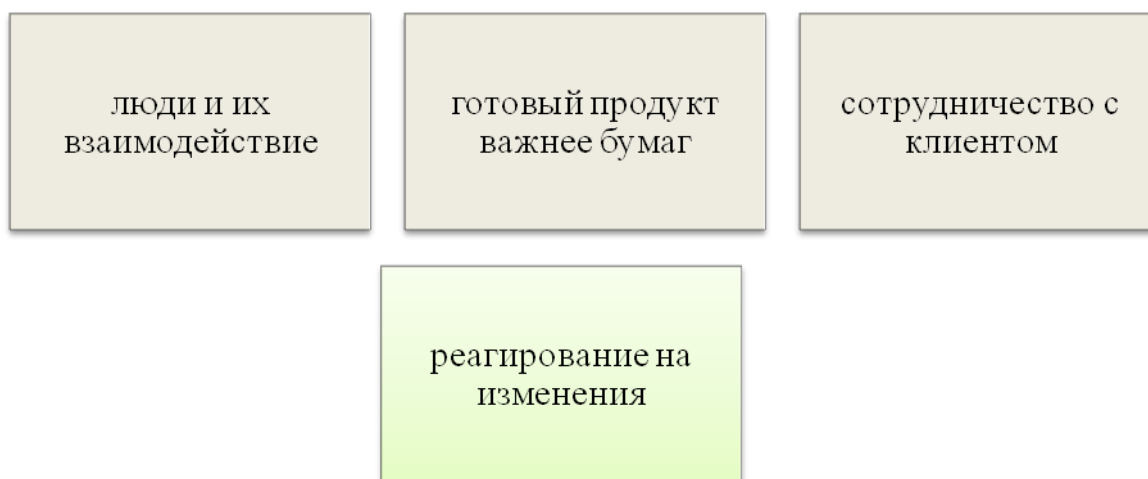 люди и их
взаимодействие
готовый продукт
важнее бумаг
сотрудничество с
клиентом
реагирование на
изменения